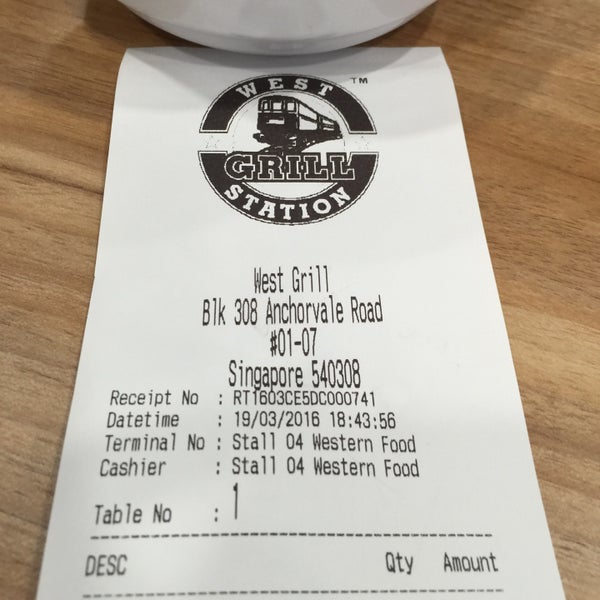 WEST
TM
GRILL
STATION
West Grill
Blk 308 Anchorvale Road
#01-07
Singapore 540308
Receipt No : RT1603CE5DC000741
Datetime : 19/03/2016 18:43:56
Terminal No : Stall 04 Western Food
Cashier : Stall 04 Western Food
Table No : 1
DESC Qty Amount